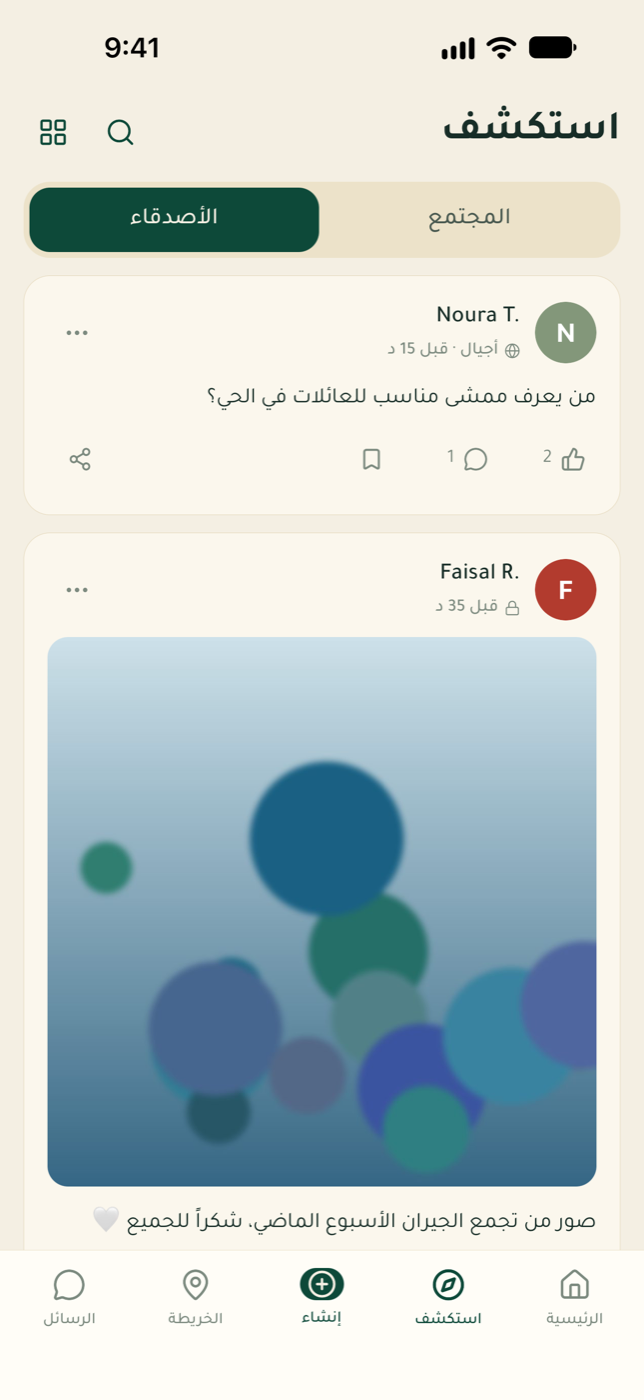 9:41
استكشف
المجتمع
الأصدقاء
N
Noura T.
أجيال · قبل 15 د
من يعرف ممشى مناسب للعائلات في الحي؟
2
1
F
Faisal R.
قبل 35 د
صور من تجمع الجيران الأسبوع الماضي، شكراً للجميع 🤍
الرئيسية
استكشف
إنشاء
الخريطة
الرسائل